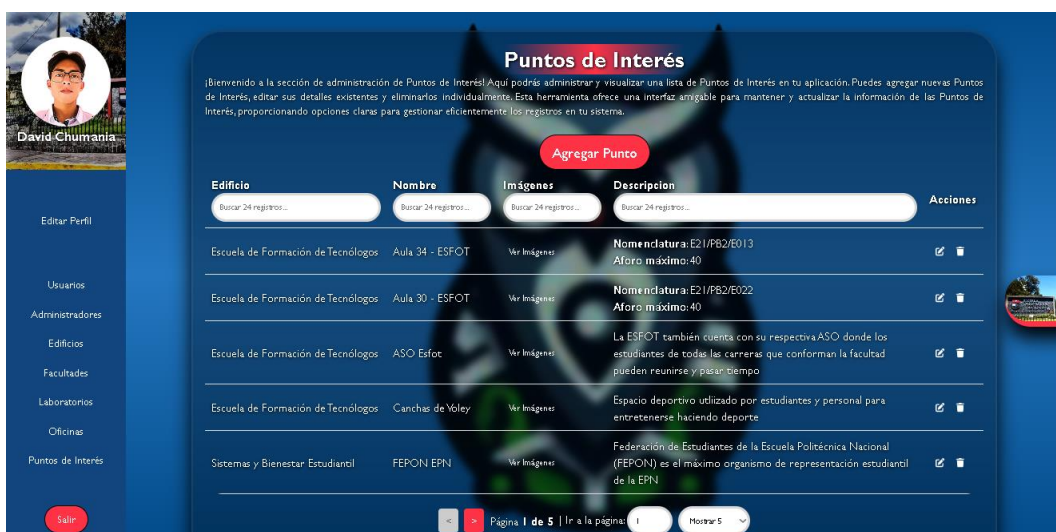 David Chumania
Editar Perfil
Usuarios
Administradores
Edificios
Facultades
Laboratorios
Oficinas
Puntos de Interés
Salir
Puntos de Interés
¡Bienvenido a la sección de administración de Puntos de Interés! Aquí podrás administrar y visualizar una lista de Puntos de Interés en tu aplicación. Puedes agregar nuevas Puntos
de Interés, editar sus detalles existentes y eliminarlos individualmente. Esta herramienta ofrece una interfaz amigable para mantener y actualizar la información de las Puntos de
Interés, proporcionando opciones claras para gestionar eficientemente los registros en tu sistema.
Agregar Punto
Edificio Nombre Imágenes Descripcion Acciones
Buscar 24 registros... Buscar 24 registros... Buscar 24 registros... Buscar 24 registros...
Escuela de Formación de Tecnólogos Aula 34 - ESFOT Ver Imágenes Nomenclatura: E21/PB2/E013
Aforo máximo: 40
Escuela de Formación de Tecnólogos Aula 30 - ESFOT Ver Imágenes Nomenclatura: E21/PB2/E022
Aforo máximo: 40
Escuela de Formación de Tecnólogos ASO Esfot Ver Imágenes La ESFOT también cuenta con su respectiva ASO donde los
estudiantes de todas las carreras que conforman la facultad
pueden reunirse y pasar tiempo
Escuela de Formación de Tecnólogos Canchas de Voley Ver Imágenes Espacio deportivo utlizado por estudiantes y personal para
entretenerse haciendo deporte
Sistemas y Bienestar Estudiantil FEPON EPN Ver Imágenes Federación de Estudiantes de la Escuela Politécnica Nacional
(FEPON) es el máximo organismo de representación estudiantil
de la EPN
< > Página 1 de 5 | Ir a la página: 1 Mostrar 5